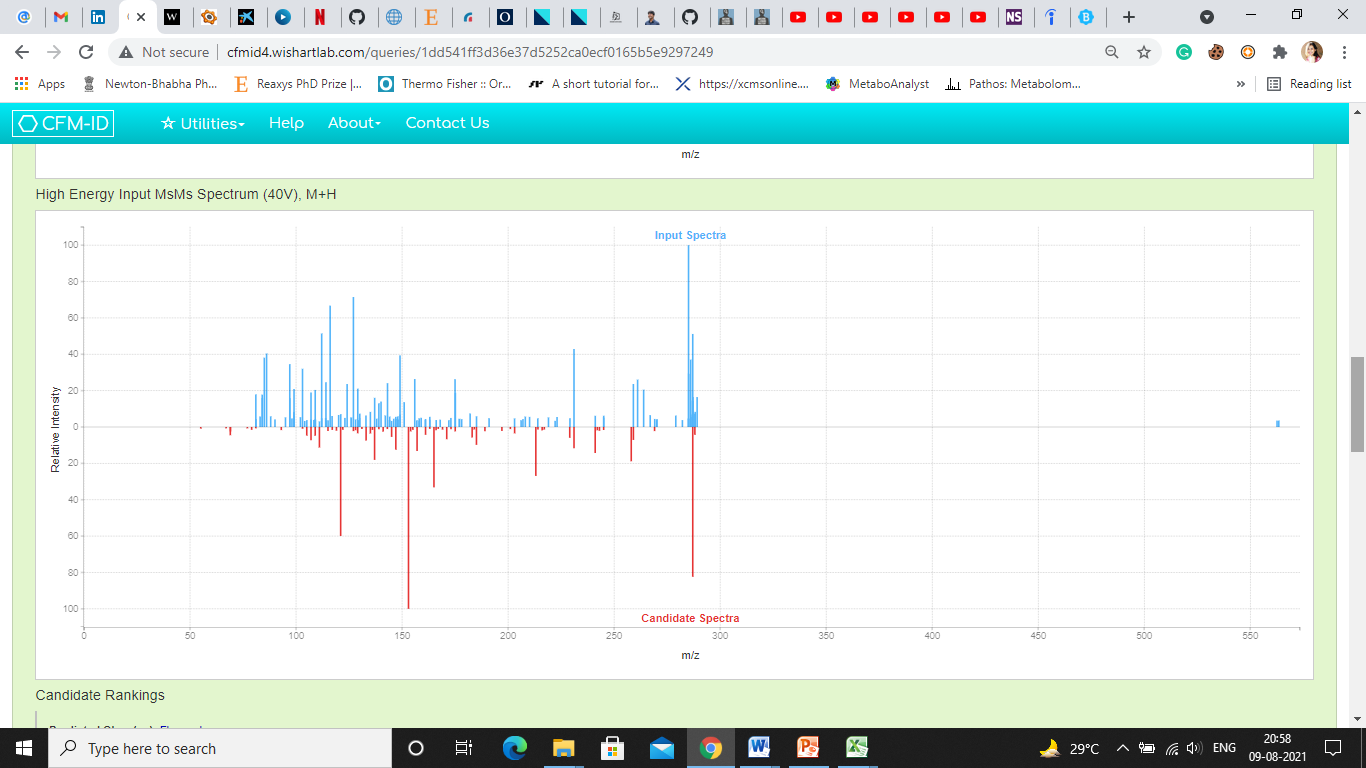 Not secure | cfmid4.wishartlab.com/queries/1dd541ff3d36e37d5252ca0ecf0165b5e9297249
Apps Newton-Bhabha Ph... Reaxys PhD Prize |... Thermo Fisher :: Or... A short tutorial for... https://xcmsonline.... MetaboAnalyst Pathos: Metabolom... » Reading list
CFM-ID Utilities Help About Contact Us
m/z
High Energy Input MsMs Spectrum (40V), M+H
Input Spectra
100
80
60
40
20
0
20
40
60
80
100
Relative Intensity
Candidate Spectra
0 50 100 150 200 250 300 350 400 450 500 550
m/z
Candidate Rankings
Type here to search
29°C ENG
20:58
09-08-2021